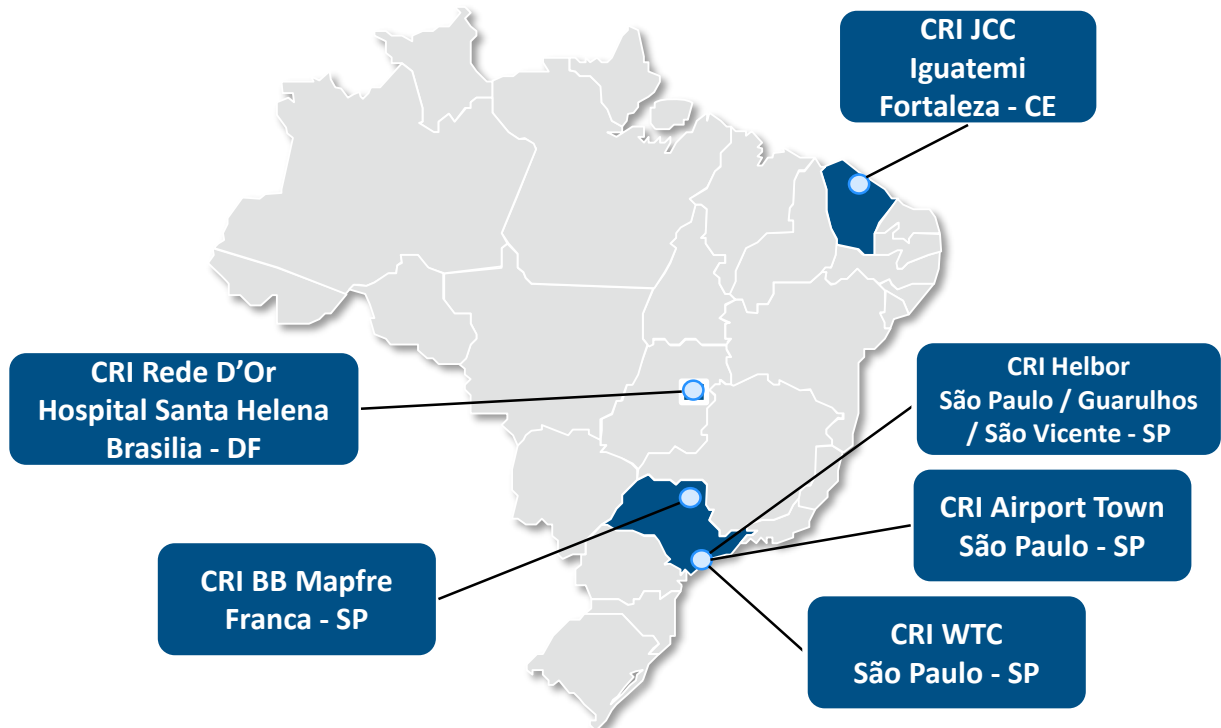 CRI JCC
Iguatemi
Fortaleza - CE
CRI Rede D’Or
Hospital Santa Helena
Brasilia - DF
CRI Helbor
São Paulo / Guarulhos
/ São Vicente - SP
CRI Airport Town
São Paulo - SP
CRI BB Mapfre
Franca - SP
CRI WTC
São Paulo - SP